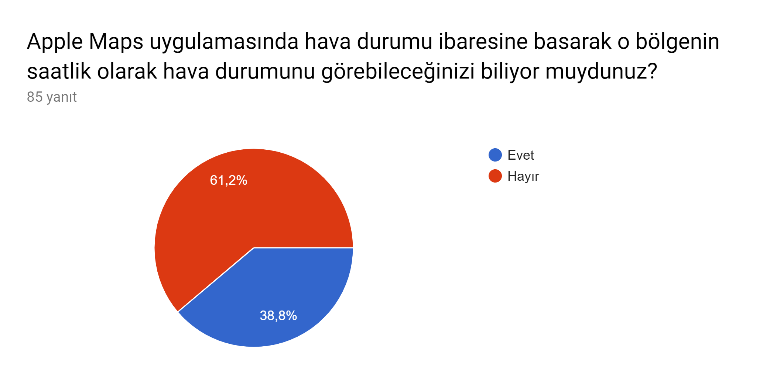 Apple Maps uygulamasında hava durumu ibaresine basarak o bölgenin
saatlik olarak hava durumunu görebileceğinizi biliyor muydunuz?
85 yanıt
Evet
Hayır
61,2%
38,8%